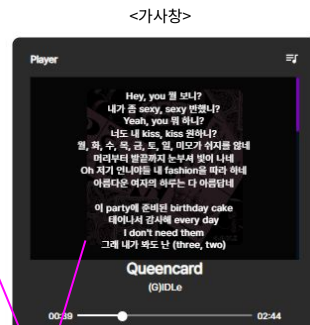 <가사창>
Player
Hey, you 뭘 보니?
내가 좀 sexy, sexy 반했니?
Yeah, you 뭐 하니?
너도 내 kiss, kiss 원하니?
월, 화, 수, 목, 금, 토, 일, 미모가 쉬지를 않네
머리부터 발끝까지 눈부셔 빛이 나네
Oh 저기 언니야들 내 fashion을 따라 하네
아름다운 여자의 하루는 다 아름답네
이 party에 준비된 birthday cake
태어나서 감사해 every day
I don't need them
그래 내가 봐도 난 (three, two)
Queencard
(G)IDLe
00:39
02:44